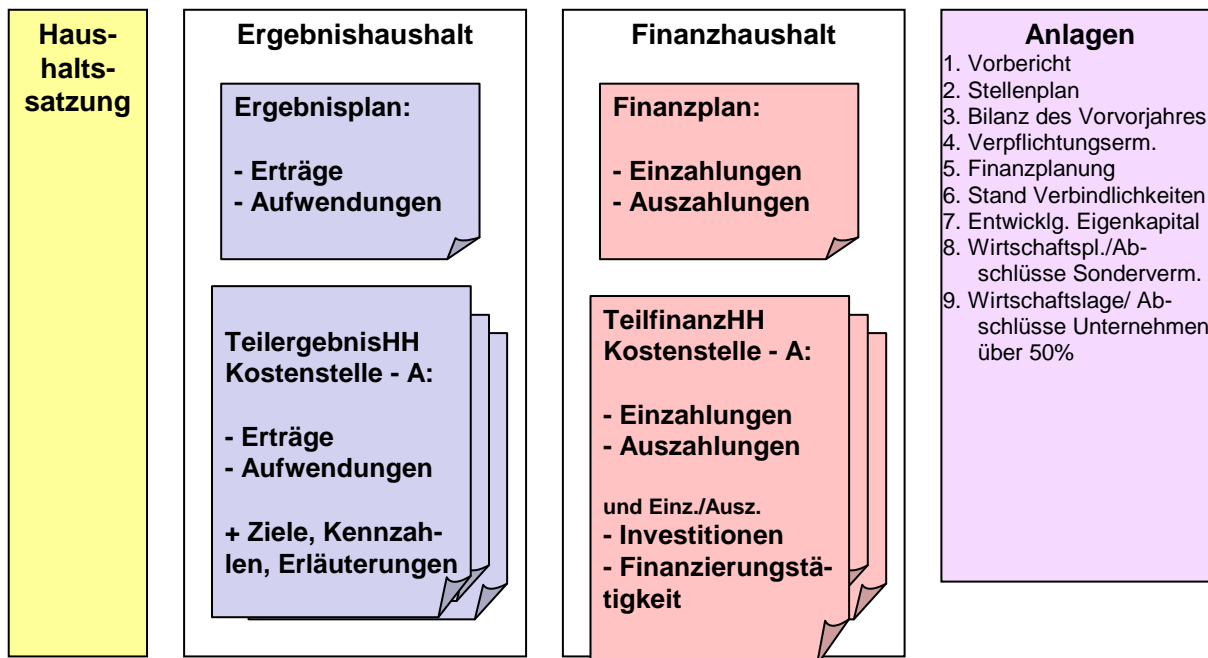 Haus-
halts-
satzung
Ergebnishaushalt
Ergebnisplan:
- Erträge
- Aufwendungen
TeilergebnisHH
Kostenstelle - A:
- Erträge
- Aufwendungen
+ Ziele, Kennzah-
len, Erläuterungen
Finanzhaushalt
Finanzplan:
- Einzahlungen
- Auszahlungen
TeilfinanzHH
Kostenstelle - A:
- Einzahlungen
- Auszahlungen
und Einz./Ausz.
- Investitionen
- Finanzierungstä-
tigkeit
Anlagen
1. Vorbericht
2. Stellenplan
3. Bilanz des Vorvorjahres
4. Verpflichtungserm.
5. Finanzplanung
6. Stand Verbindlichkeiten
7. Entwicklg. Eigenkapital
8. Wirtschaftspl./Ab-
schlüsse Sonderverm.
9. Wirtschaftslage/ Ab-
schlüsse Unternehmen
über 50%